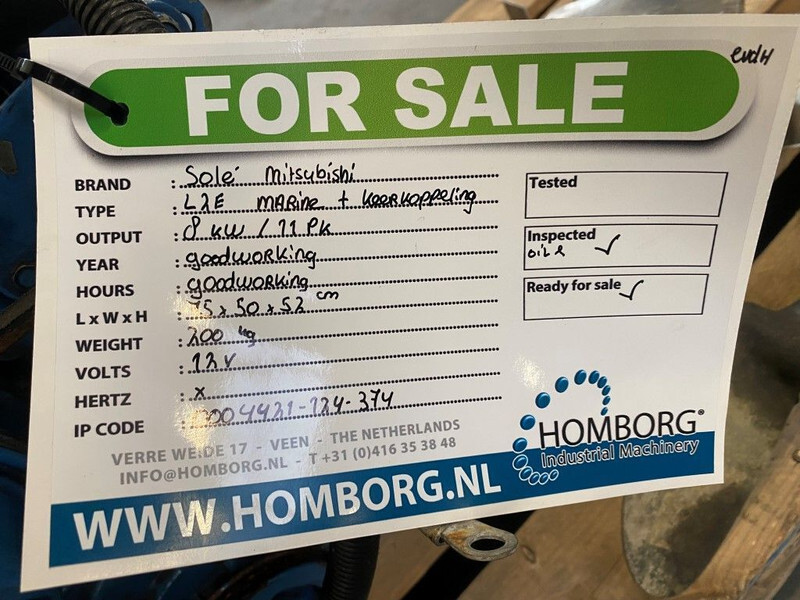 evdH
FOR SALE
BRAND : Solé Mitsubishi
TYPE : L2E MARINE + keerkoppeling
OUTPUT : 8 kW / 11 PK
YEAR : goodworking
HOURS : goodworking
L x W x H : 75 x 50 x 52 cm
WEIGHT : 200 kg
VOLTS : 12 V
HERTZ : x
IP CODE : 0004421-124-374
Tested
Inspected ✓
Ready for sale ✓
VERRE WEIDE 17 - VEEN - THE NETHERLANDS
INFO@HOMBORG.NL - T +31 (0)416 35 38 48
WWW.HOMBORG.NL
HOMBORG®
Industrial Machinery